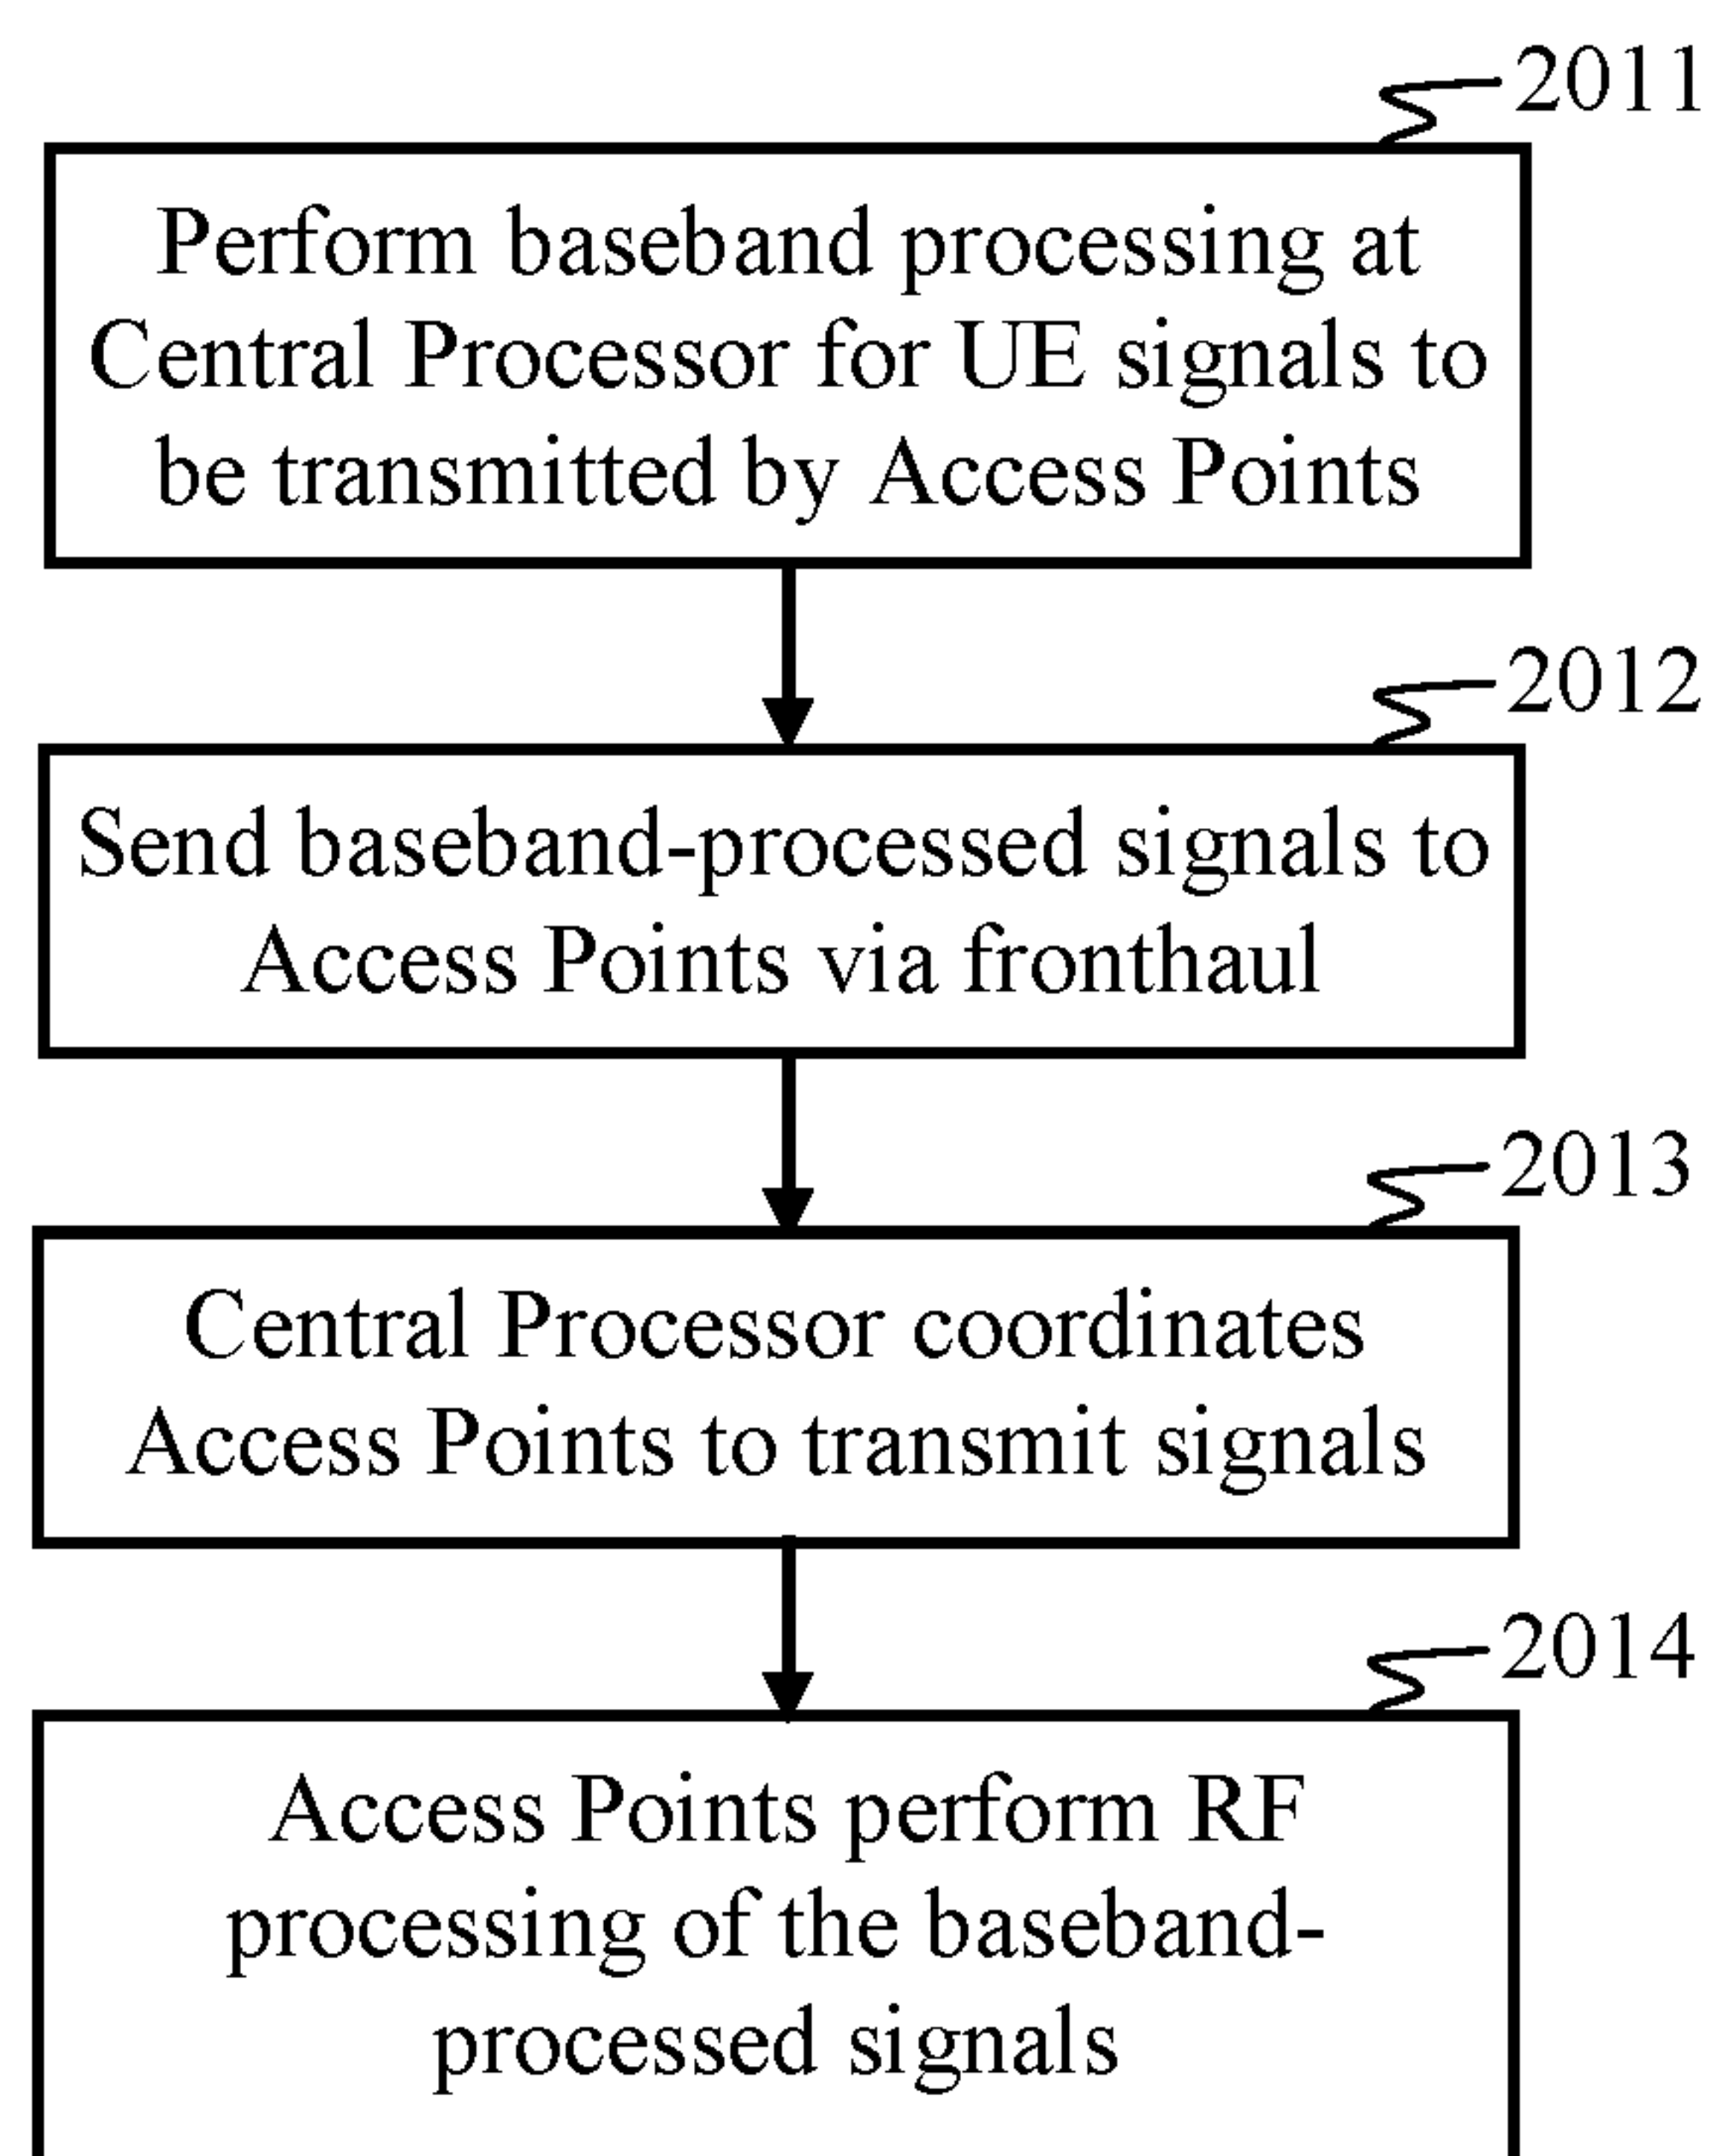 2011
Perform baseband processing at
Central Processor for UE signals to
be transmitted by Access Points
2012
Send baseband-processed signals to
Access Points via fronthaul
2013
Central Processor coordinates
Access Points to transmit signals
2014
Access Points perform RF
processing of the baseband-
processed signals